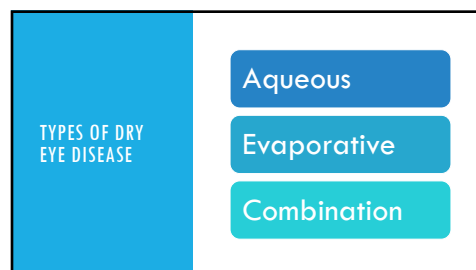 TYPES OF DRY
EYE DISEASE
Aqueous
Evaporative
Combination